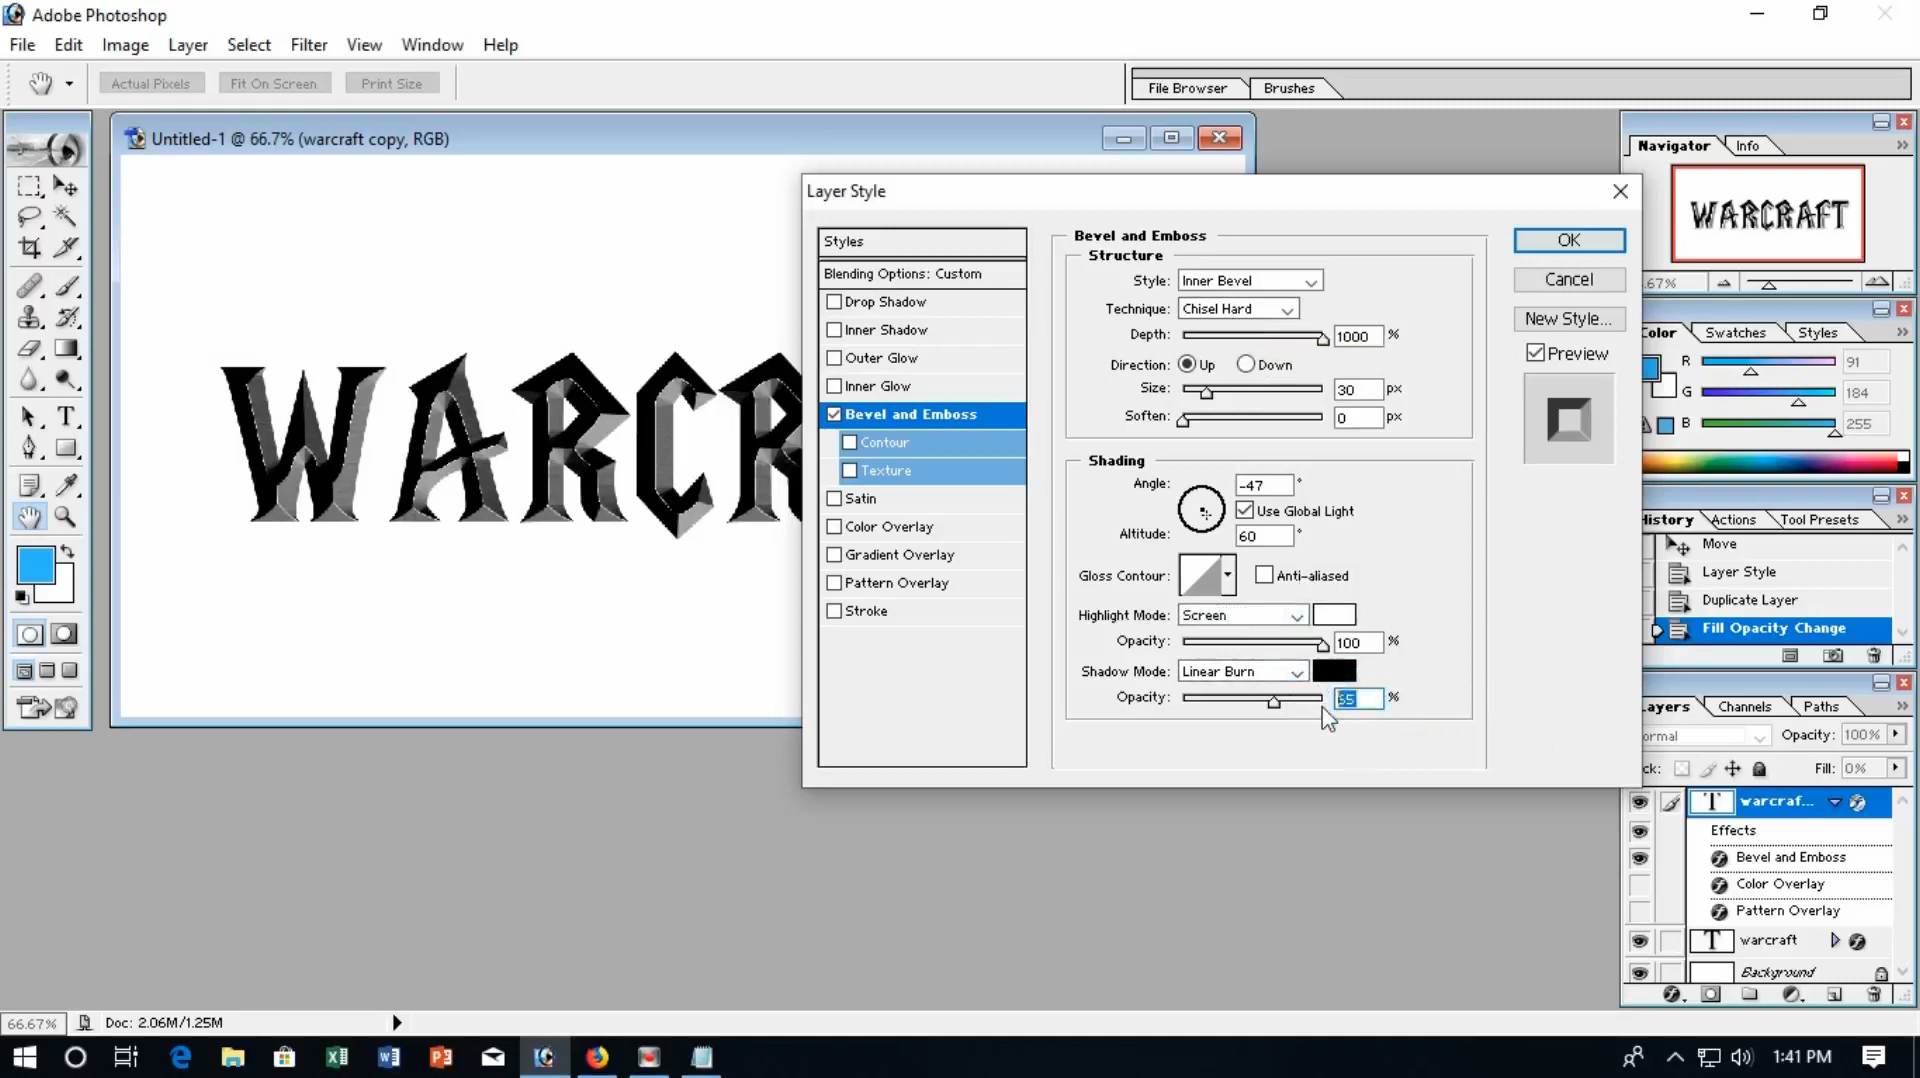 Adobe Photoshop
File Edit Image Layer Select Filter View Window Help
Actual Pixels Fit On Screen Print Size
File Browser Brushes
Untitled-1 @ 66.7% (warcraft copy, RGB)
WARCR
Layer Style
Styles
Blending Options: Custom
Drop Shadow
Inner Shadow
Outer Glow
Inner Glow
Bevel and Emboss
Contour
Texture
Satin
Color Overlay
Gradient Overlay
Pattern Overlay
Stroke
Bevel and Emboss
Structure
Style: Inner Bevel
Technique: Chisel Hard
Depth: 1000 %
Direction: Up Down
Size: 30 px
Soften: 0 px
Shading
Angle: -47 °
Use Global Light
Altitude: 60 °
Gloss Contour: Anti-aliased
Highlight Mode: Screen
Opacity: 100 %
Shadow Mode: Linear Burn
Opacity: 65 %
OK
Cancel
New Style...
Preview
Navigator Info
WARCRAFT
.67%
Color Swatches Styles
R 91
G 184
B 255
History Actions Tool Presets
Move
Layer Style
Duplicate Layer
Fill Opacity Change
Layers Channels Paths
ormal Opacity: 100%
ck: Fill: 0%
T warcraf...
Effects
Bevel and Emboss
Color Overlay
Pattern Overlay
T warcraft
Background
66.67% Doc: 2.06M/1.25M
1:41 PM